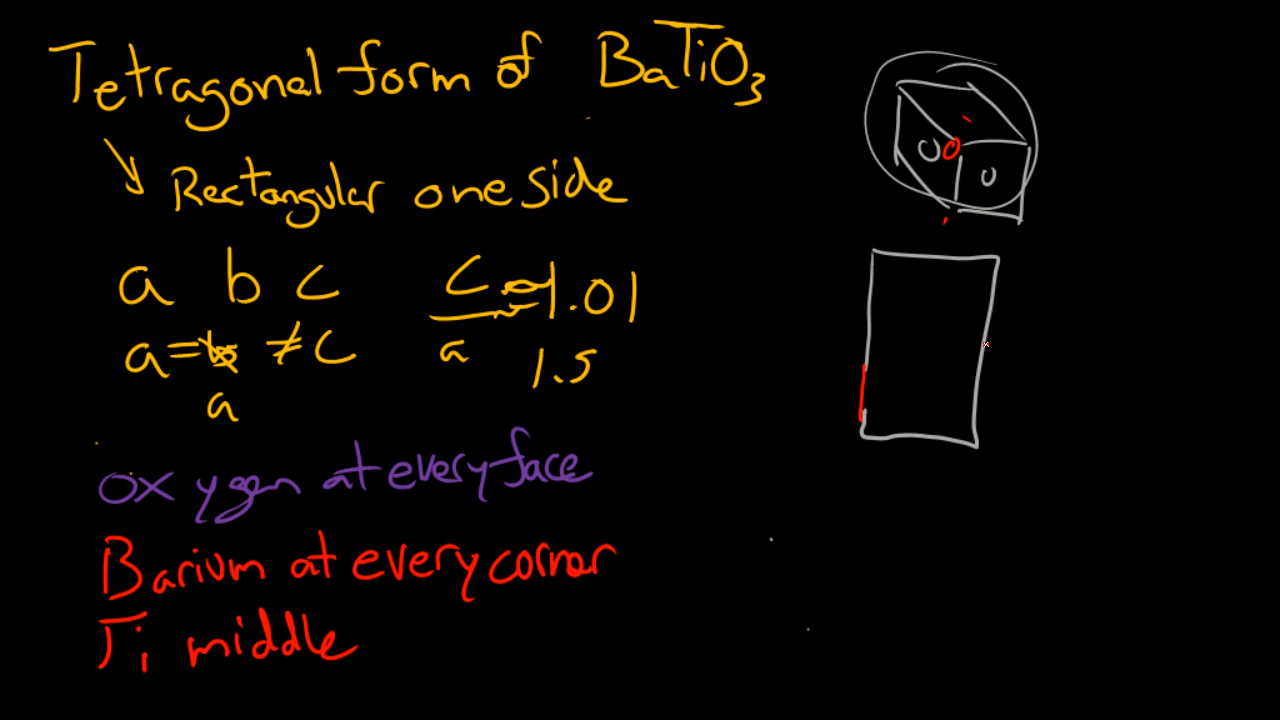 Tetragonal form of BaTiO3
Rectangular one side
a b c
a = b ≠ c
a
c = 1.01
a 1.5
oxygen at every face
Barium at every corner
Ti middle
O O O